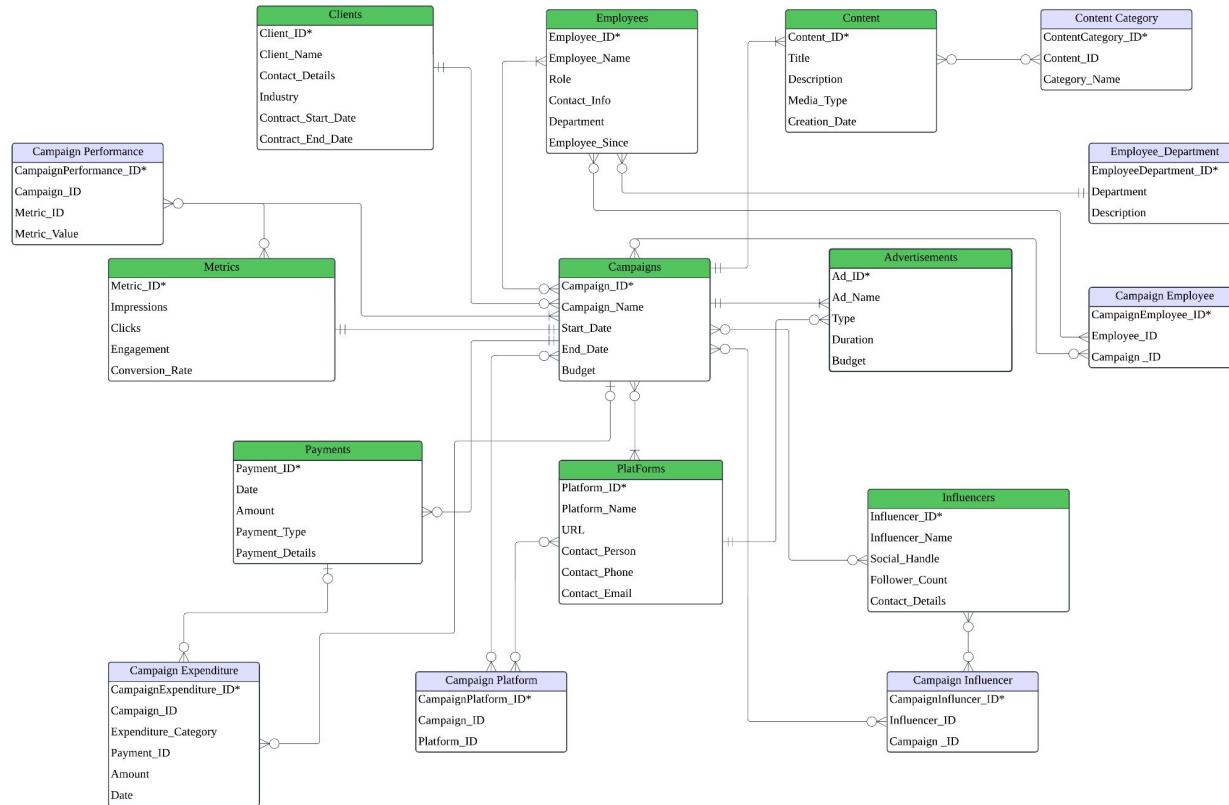 Clients
Client_ID*
Client_Name
Contact_Details
Industry
Contract_Start_Date
Contract_End_Date
Employees
Employee_ID*
Employee_Name
Role
Contact_Info
Department
Employee_Since
Content
Content_ID*
Title
Description
Media_Type
Creation_Date
Content Category
ContentCategory_ID*
Content_ID
Category_Name
Campaign Performance
CampaignPerformance_ID*
Campaign_ID
Metric_ID
Metric_Value
Employee_Department
EmployeeDepartment_ID*
Department
Description
Metrics
Metric_ID*
Impressions
Clicks
Engagement
Conversion_Rate
Campaigns
Campaign_ID*
Campaign_Name
Start_Date
End_Date
Budget
Advertisements
Ad_ID*
Ad_Name
Type
Duration
Budget
Campaign Employee
CampaignEmployee_ID*
Employee_ID
Campaign _ID
Payments
Payment_ID*
Date
Amount
Payment_Type
Payment_Details
PlatForms
Platform_ID*
Platform_Name
URL
Contact_Person
Contact_Phone
Contact_Email
Influencers
Influencer_ID*
Influencer_Name
Social_Handle
Follower_Count
Contact_Details
Campaign Expenditure
CampaignExpenditure_ID*
Campaign_ID
Expenditure_Category
Payment_ID
Amount
Date
Campaign Platform
CampaignPlatform_ID*
Campaign_ID
Platform_ID
Campaign Influencer
CampaignInfluncer_ID*
Influencer_ID
Campaign _ID